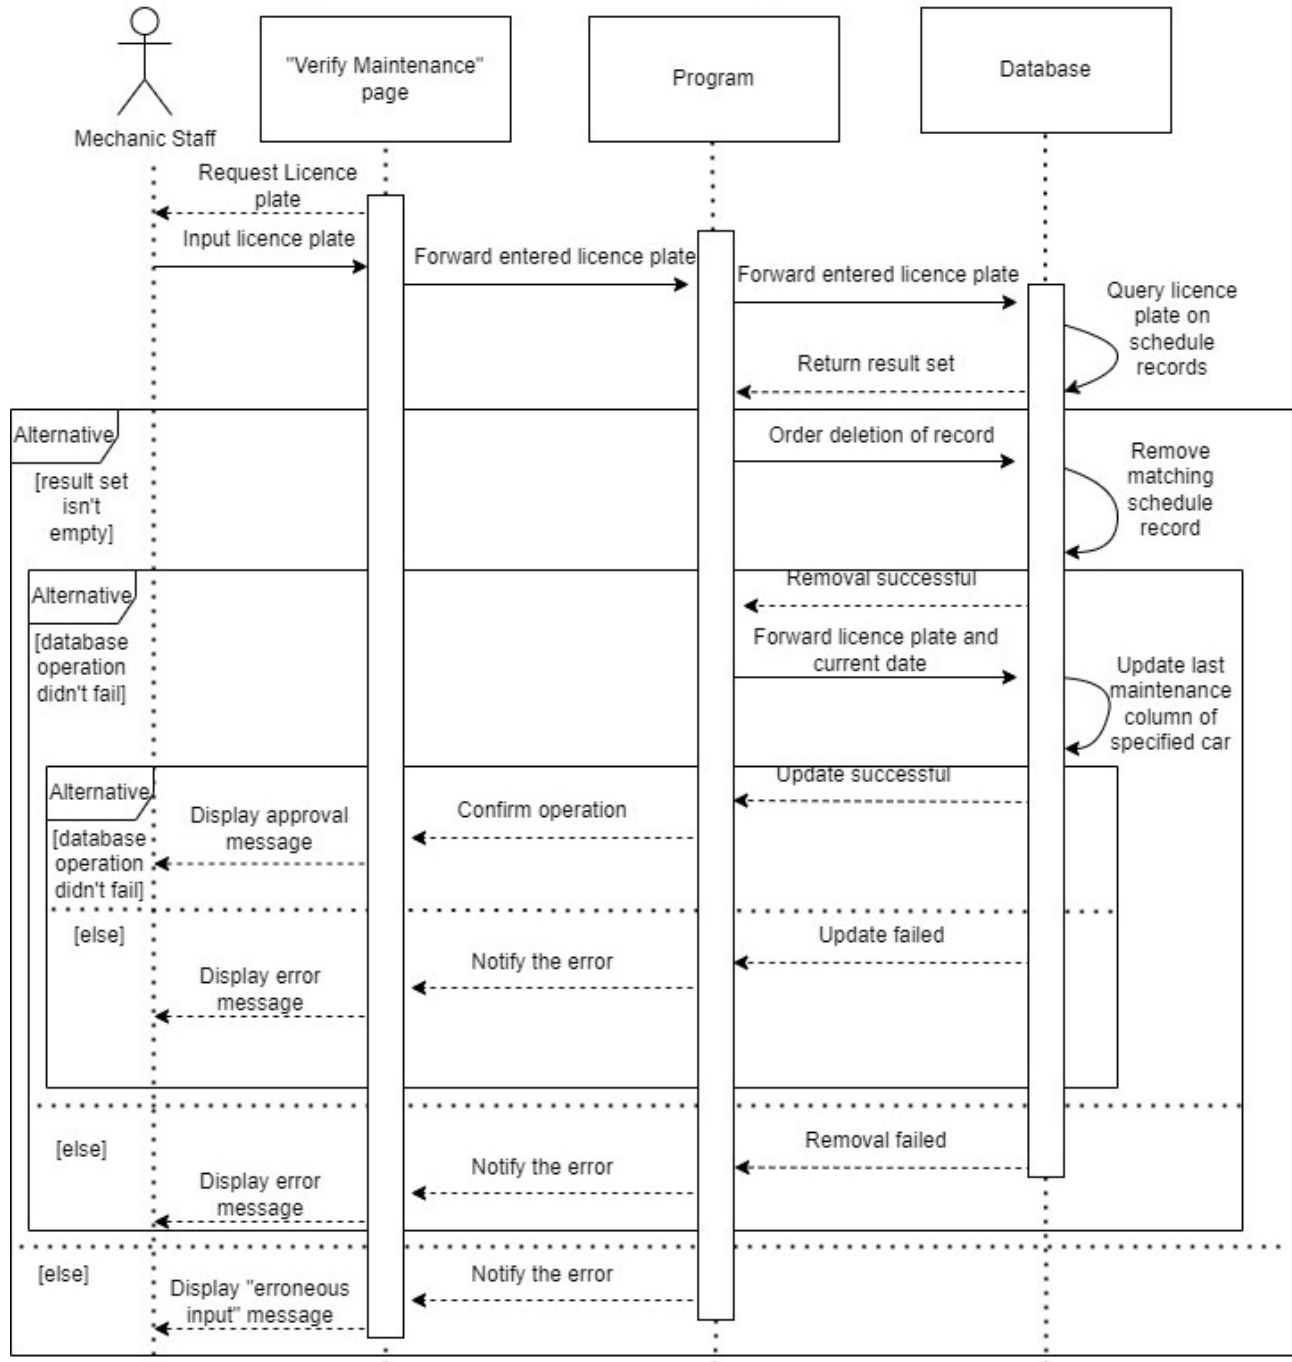 Mechanic Staff
"Verify Maintenance"
page
Program
Database
Request Licence
plate
Input licence plate
Forward entered licence plate
Forward entered licence plate
Query licence
plate on
schedule
records
Return result set
Alternative
[result set
isn't
empty]
Order deletion of record
Remove
matching
schedule
record
Alternative
[database
operation
didn't fail]
Removal successful
Forward licence plate and
current date
Update last
maintenance
column of
specified car
Alternative
[database
operation
didn't fail]
Update successful
Confirm operation
Display approval
message
[else]
Update failed
Notify the error
Display error
message
[else]
Removal failed
Notify the error
Display error
message
[else]
Notify the error
Display "erroneous
input" message